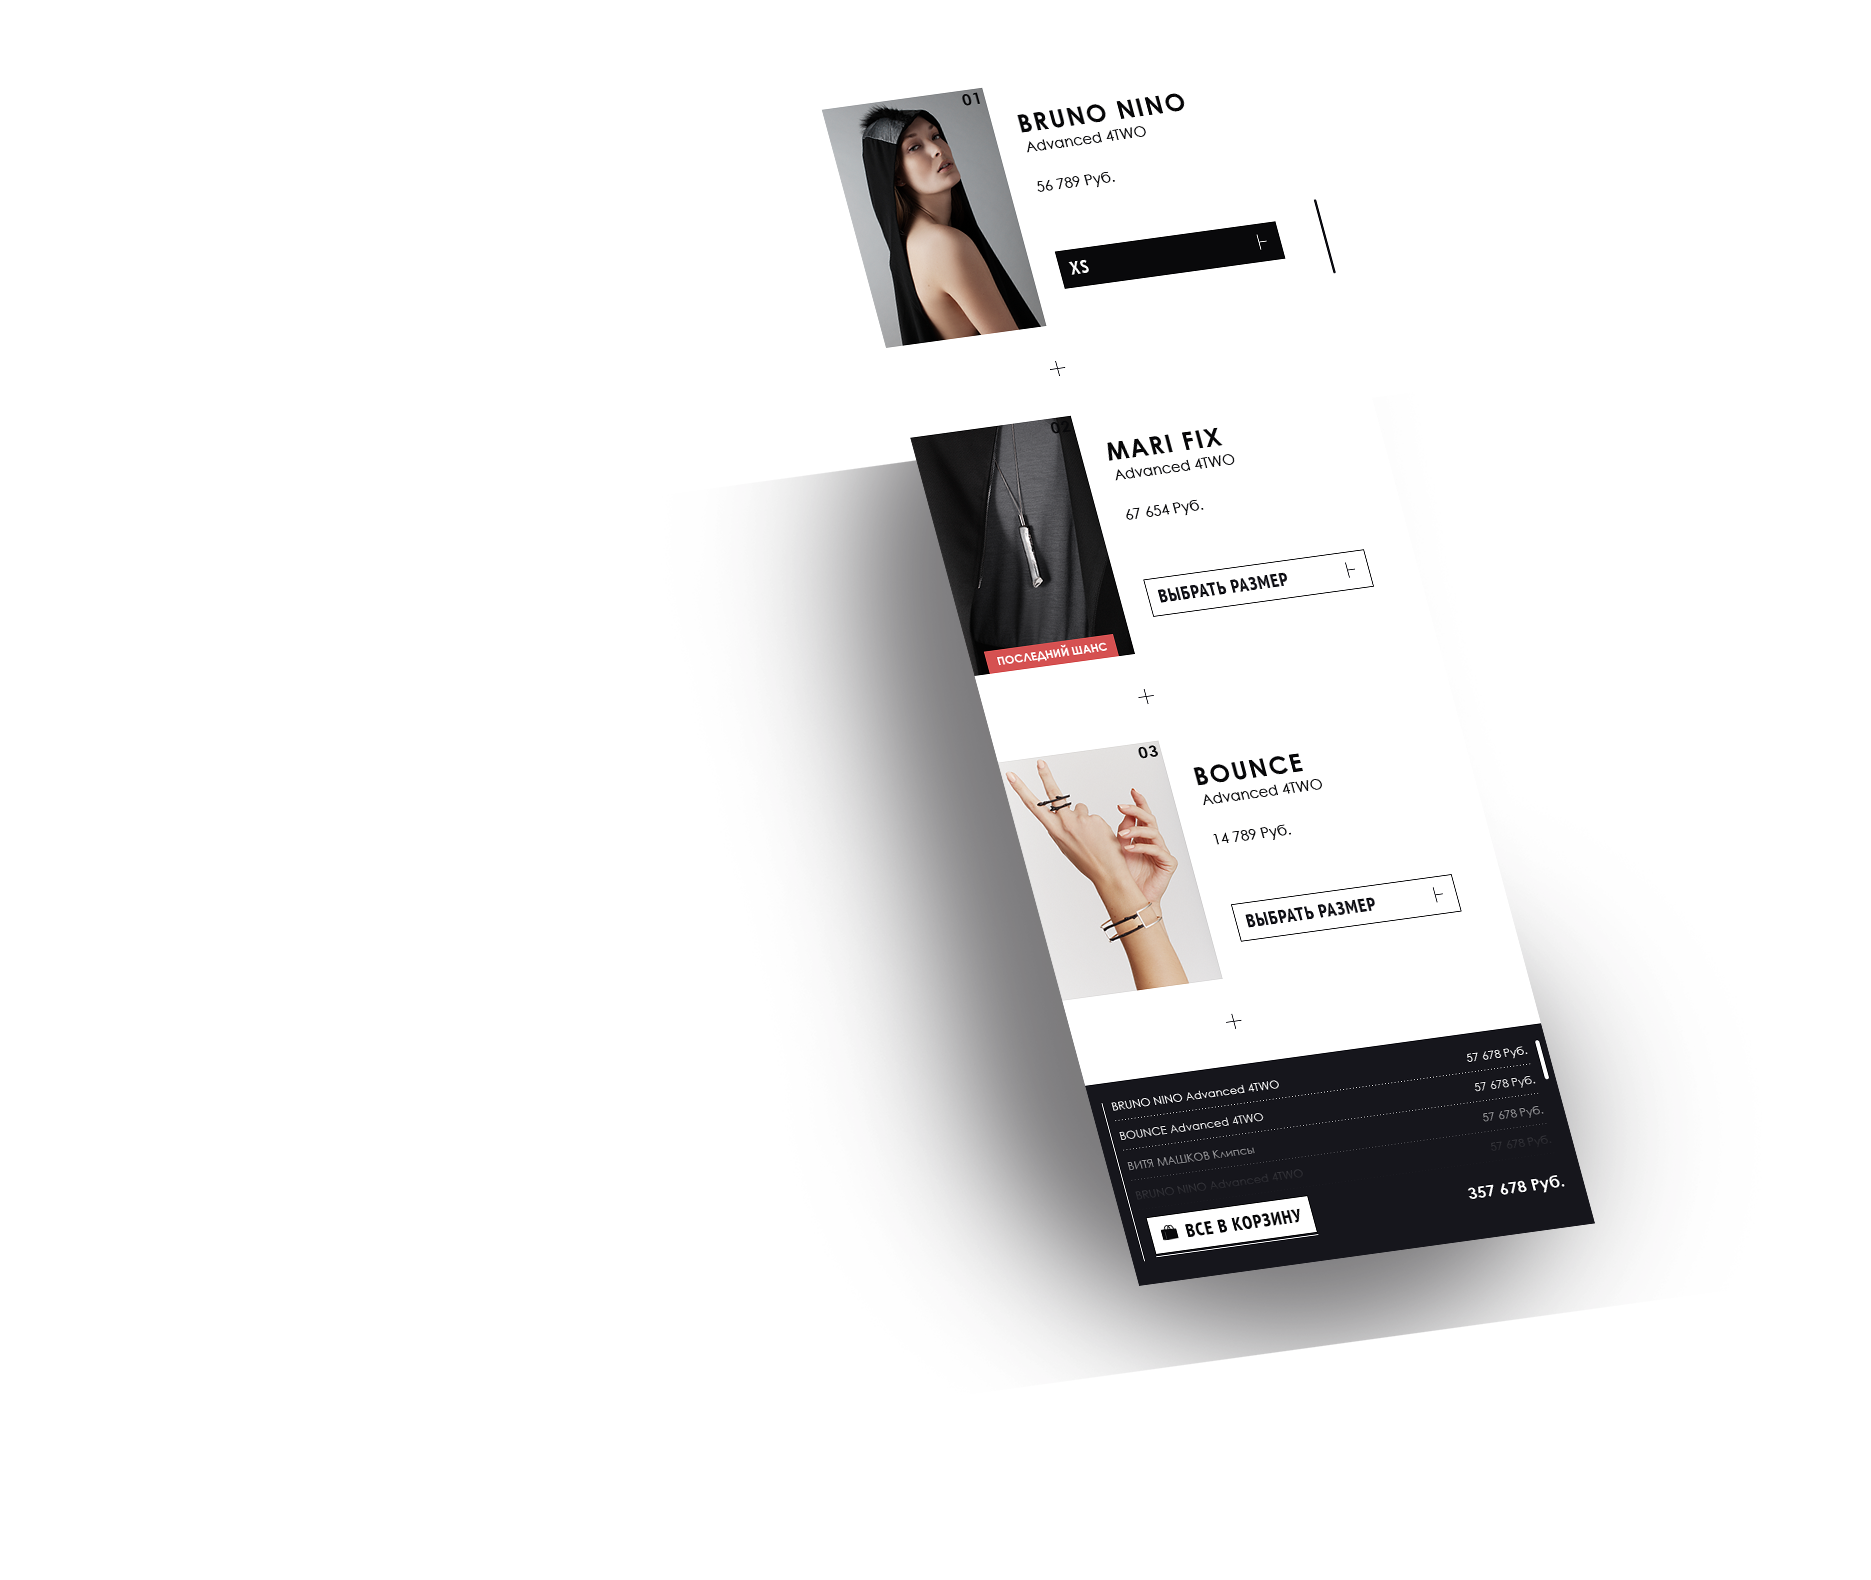 01
BRUNO NINO
Advanced 4TWO
56 789 Руб.
XS
02
MARI FIX
Advanced 4TWO
67 654 Руб.
ВЫБРАТЬ РАЗМЕР
ПОСЛЕДНИЙ ШАНС
03
BOUNCE
Advanced 4TWO
14 789 Руб.
ВЫБРАТЬ РАЗМЕР
BRUNO NINO Advanced 4TWO 57 678 Руб.
BOUNCE Advanced 4TWO 57 678 Руб.
ВИТЯ МАШКОВ Клипсы 57 678 Руб.
BRUNO NINO Advanced 4TWO 57 678 Руб.
ВСЕ В КОРЗИНУ 357 678 Руб.